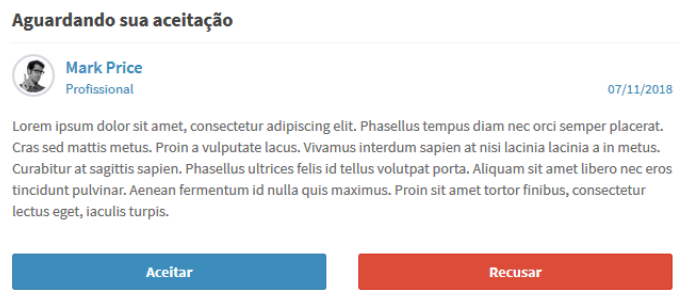 Aguardando sua aceitação
Mark Price
Profissional
07/11/2018
Lorem ipsum dolor sit amet, consectetur adipiscing elit. Phasellus tempus diam nec orci semper placerat.
Cras sed mattis metus. Proin a vulputate lacus. Vivamus interdum sapien at nisi lacinia lacinia a in metus.
Curabitur at sagittis sapien. Phasellus ultrices felis id tellus volutpat porta. Aliquam sit amet libero nec eros
tincidunt pulvinar. Aenean fermentum id nulla quis maximus. Proin sit amet tortor finibus, consectetur
lectus eget, iaculis turpis.
Aceitar
Recusar